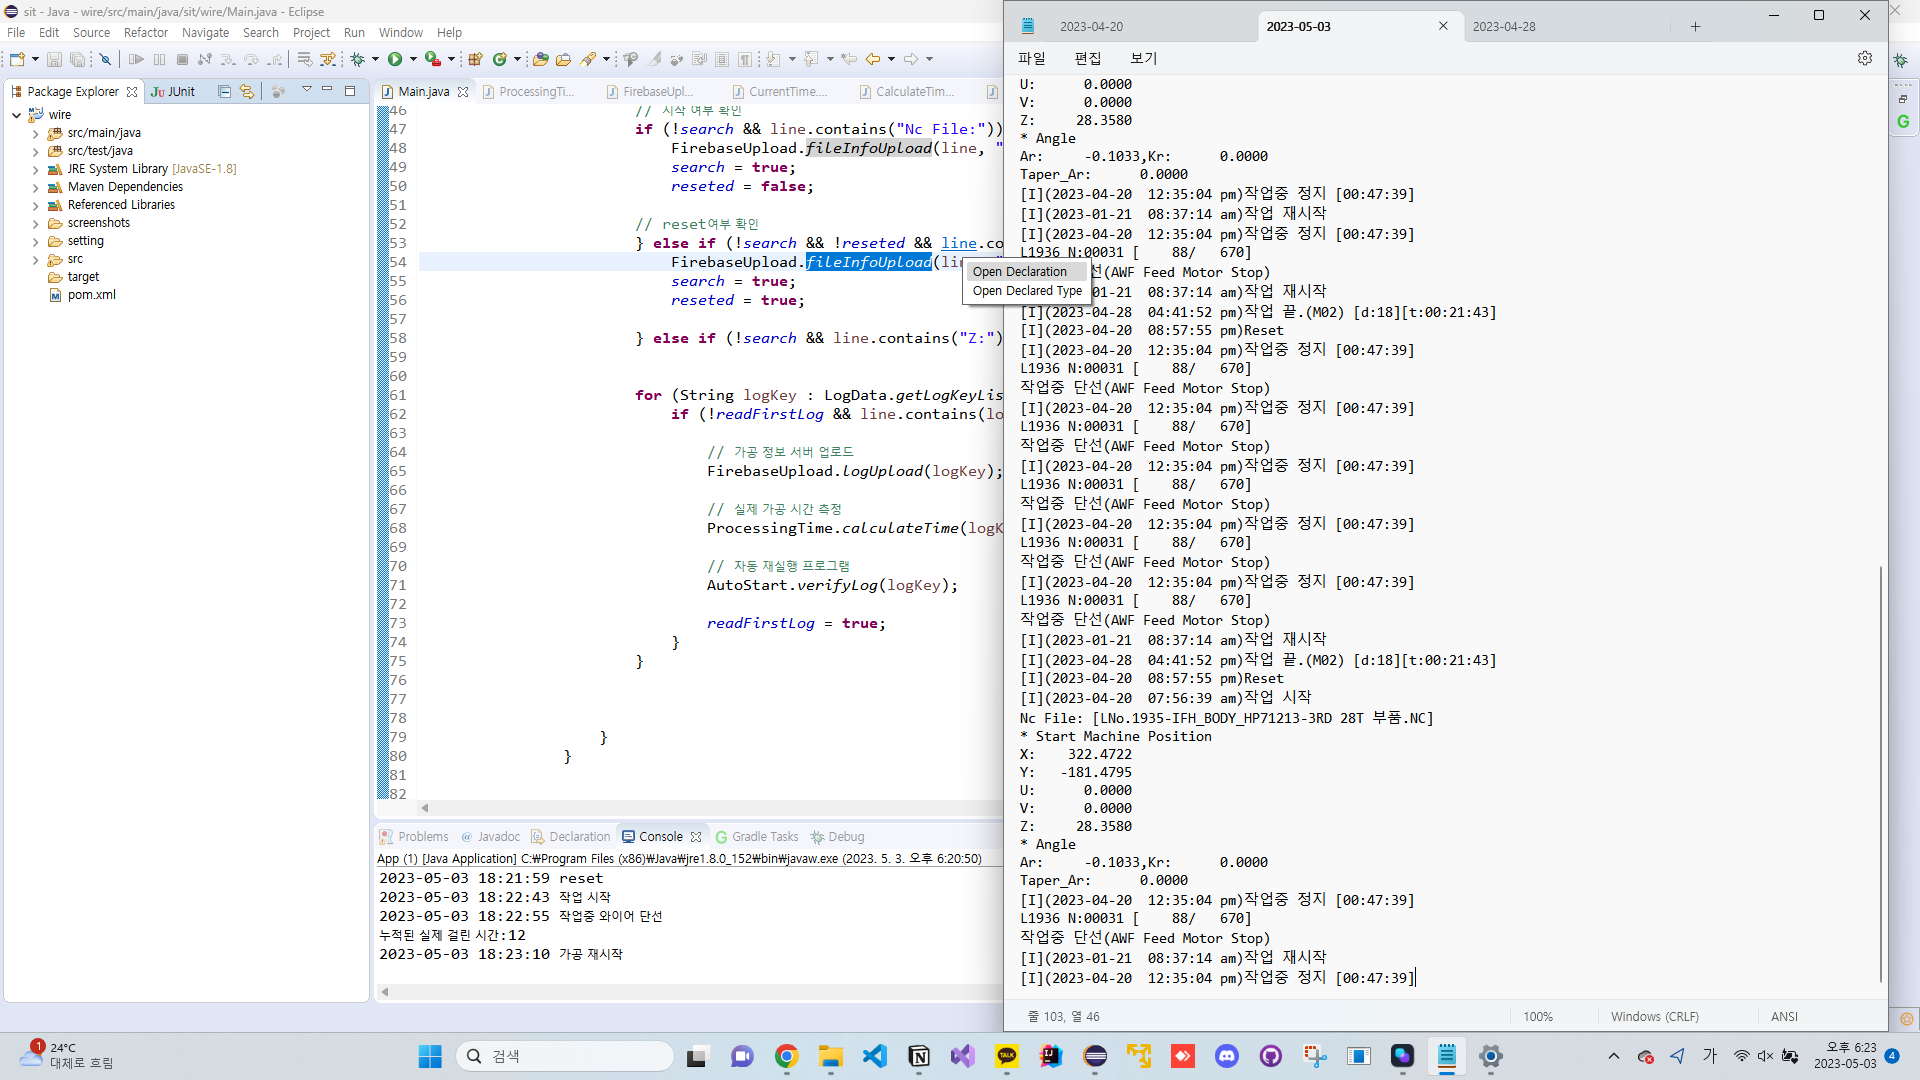 sit - Java - wire/src/main/java/sit/wire/Main.java - Eclipse
File Edit Source Refactor Navigate Search Project Run Window Help
Package Explorer JUnit
wire
src/main/java
src/test/java
JRE System Library [JavaSE-1.8]
Maven Dependencies
Referenced Libraries
screenshots
setting
src
target
pom.xml
Main.java ProcessingTi... FirebaseUpl... CurrentTime.... CalculateTim...
46 // 시작 여부 확인
47 if (!search && line.contains("Nc File:"))
48 FirebaseUpload.fileInfoUpload(line, "
49 search = true;
50 reseted = false;
51
52 // reset여부 확인
53 } else if (!search && !reseted && line.co
54 FirebaseUpload.fileInfoUpload(lin
55 search = true;
56 reseted = true;
57
58 } else if (!search && line.contains("Z:")
59
60
61 for (String logKey : LogData.getLogKeyLis
62 if (!readFirstLog && line.contains(lo
63
64 // 가공 정보 서버 업로드
65 FirebaseUpload.logUpload(logKey);
66
67 // 실제 가공 시간 측정
68 ProcessingTime.calculateTime(logK
69
70 // 자동 재실행 프로그램
71 AutoStart.verifyLog(logKey);
72
73 readFirstLog = true;
74 }
75 }
76
77
78
79 }
80 }
81
82
Open Declaration
Open Declared Type
Problems Javadoc Declaration Console Gradle Tasks Debug
App (1) [Java Application] C:₩Program Files (x86)₩Java₩jre1.8.0_152₩bin₩javaw.exe (2023. 5. 3. 오후 6:20:50)
2023-05-03 18:21:59 reset
2023-05-03 18:22:43 작업 시작
2023-05-03 18:22:55 작업중 와이어 단선
누적된 실제 걸린 시간:12
2023-05-03 18:23:10 가공 재시작
2023-04-20 2023-05-03 2023-04-28
파일 편집 보기
U: 0.0000
V: 0.0000
Z: 28.3580
* Angle
Ar: -0.1033,Kr: 0.0000
Taper_Ar: 0.0000
[I](2023-04-20 12:35:04 pm)작업중 정지 [00:47:39]
[I](2023-01-21 08:37:14 am)작업 재시작
[I](2023-04-20 12:35:04 pm)작업중 정지 [00:47:39]
L1936 N:00031 [ 88/ 670]
선(AWF Feed Motor Stop)
01-21 08:37:14 am)작업 재시작
[I](2023-04-28 04:41:52 pm)작업 끝.(M02) [d:18][t:00:21:43]
[I](2023-04-20 08:57:55 pm)Reset
[I](2023-04-20 12:35:04 pm)작업중 정지 [00:47:39]
L1936 N:00031 [ 88/ 670]
작업중 단선(AWF Feed Motor Stop)
[I](2023-04-20 12:35:04 pm)작업중 정지 [00:47:39]
L1936 N:00031 [ 88/ 670]
작업중 단선(AWF Feed Motor Stop)
[I](2023-04-20 12:35:04 pm)작업중 정지 [00:47:39]
L1936 N:00031 [ 88/ 670]
작업중 단선(AWF Feed Motor Stop)
[I](2023-04-20 12:35:04 pm)작업중 정지 [00:47:39]
L1936 N:00031 [ 88/ 670]
작업중 단선(AWF Feed Motor Stop)
[I](2023-04-20 12:35:04 pm)작업중 정지 [00:47:39]
L1936 N:00031 [ 88/ 670]
작업중 단선(AWF Feed Motor Stop)
[I](2023-01-21 08:37:14 am)작업 재시작
[I](2023-04-28 04:41:52 pm)작업 끝.(M02) [d:18][t:00:21:43]
[I](2023-04-20 08:57:55 pm)Reset
[I](2023-04-20 07:56:39 am)작업 시작
Nc File: [LNo.1935-IFH_BODY_HP71213-3RD 28T 부품.NC]
* Start Machine Position
X: 322.4722
Y: -181.4795
U: 0.0000
V: 0.0000
Z: 28.3580
* Angle
Ar: -0.1033,Kr: 0.0000
Taper_Ar: 0.0000
[I](2023-04-20 12:35:04 pm)작업중 정지 [00:47:39]
L1936 N:00031 [ 88/ 670]
작업중 단선(AWF Feed Motor Stop)
[I](2023-01-21 08:37:14 am)작업 재시작
[I](2023-04-20 12:35:04 pm)작업중 정지 [00:47:39]
줄 103, 열 46 100% Windows (CRLF) ANSI
1 24°C
대체로 흐림
검색
TALK
가
오후 6:23
2023-05-03
4